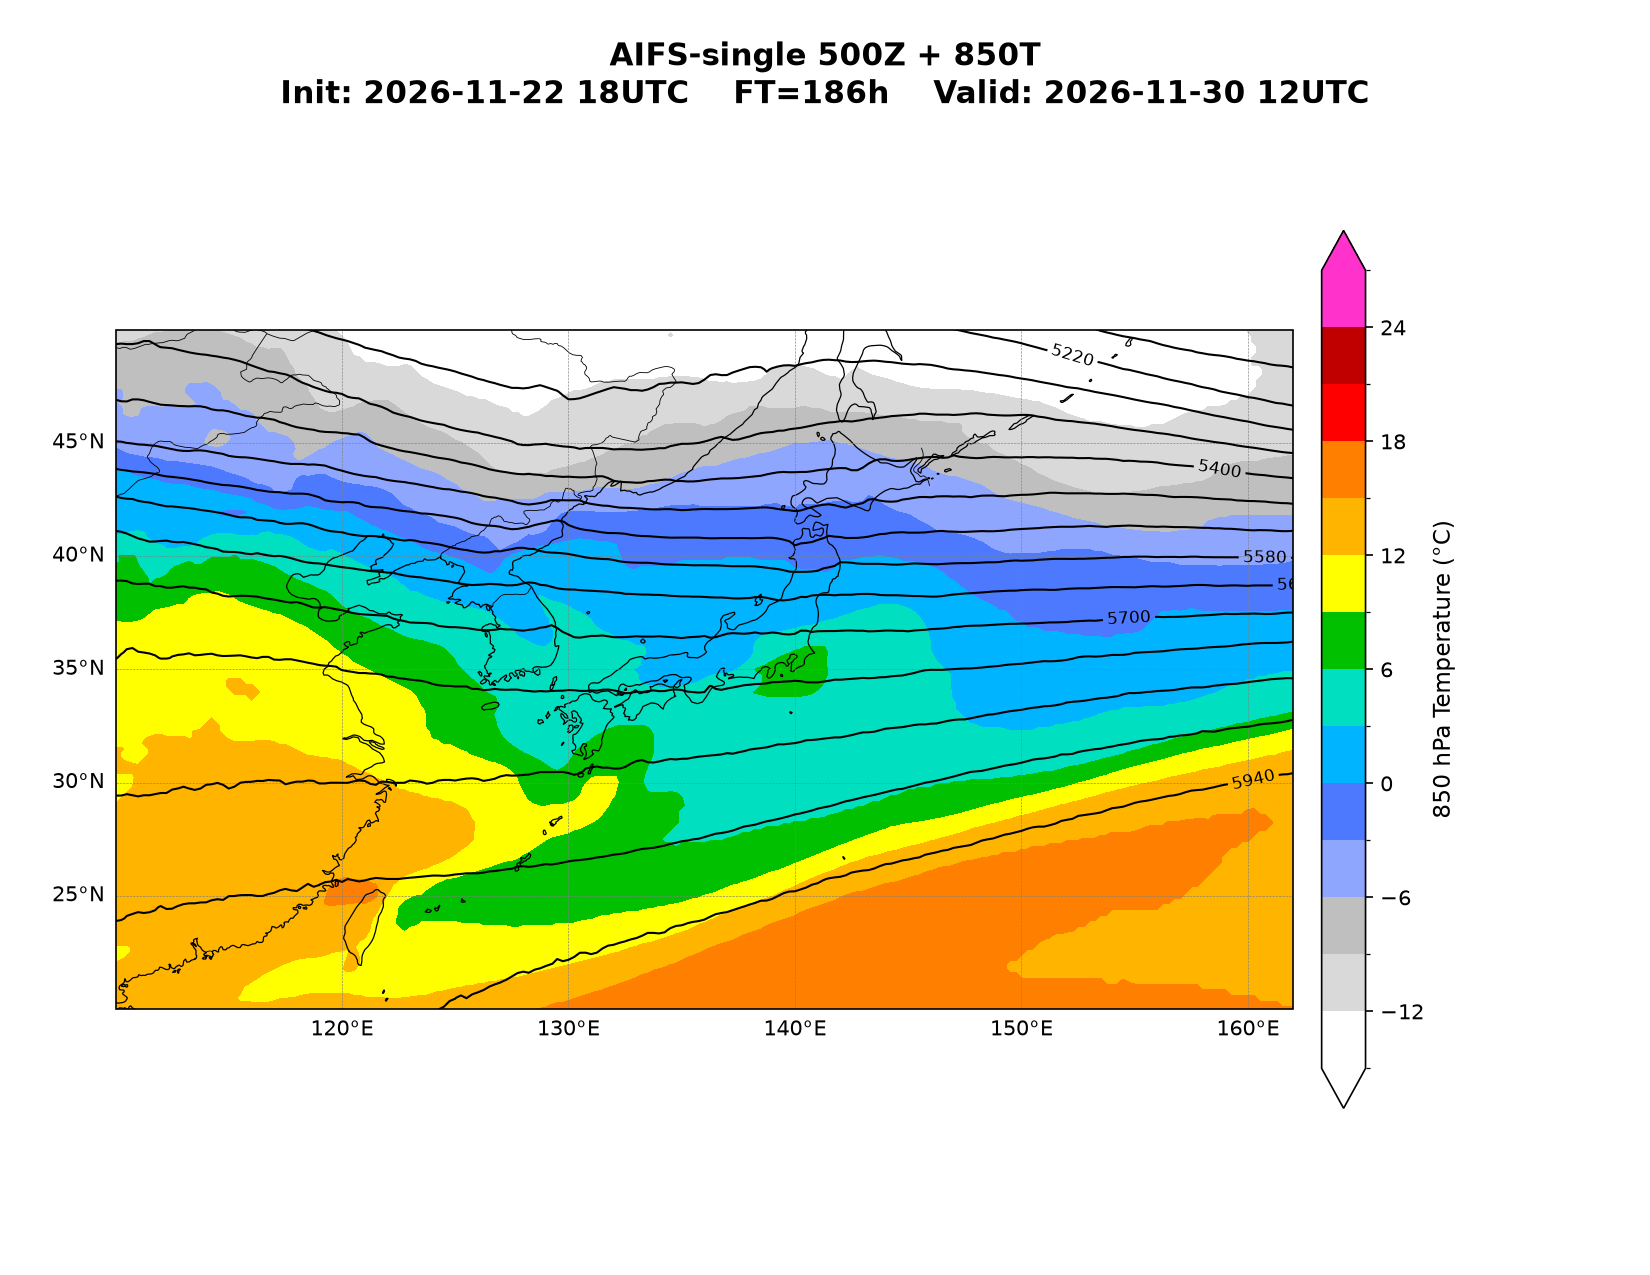 AIFS-single 500Z + 850T
Init: 2026-11-22 18UTC    FT=186h    Valid: 2026-11-30 12UTC
45°N
40°N
35°N
30°N
25°N
120°E
130°E
140°E
150°E
160°E
5220
5400
5580
5700
5940
24
18
12
6
0
−6
−12
850 hPa Temperature (°C)